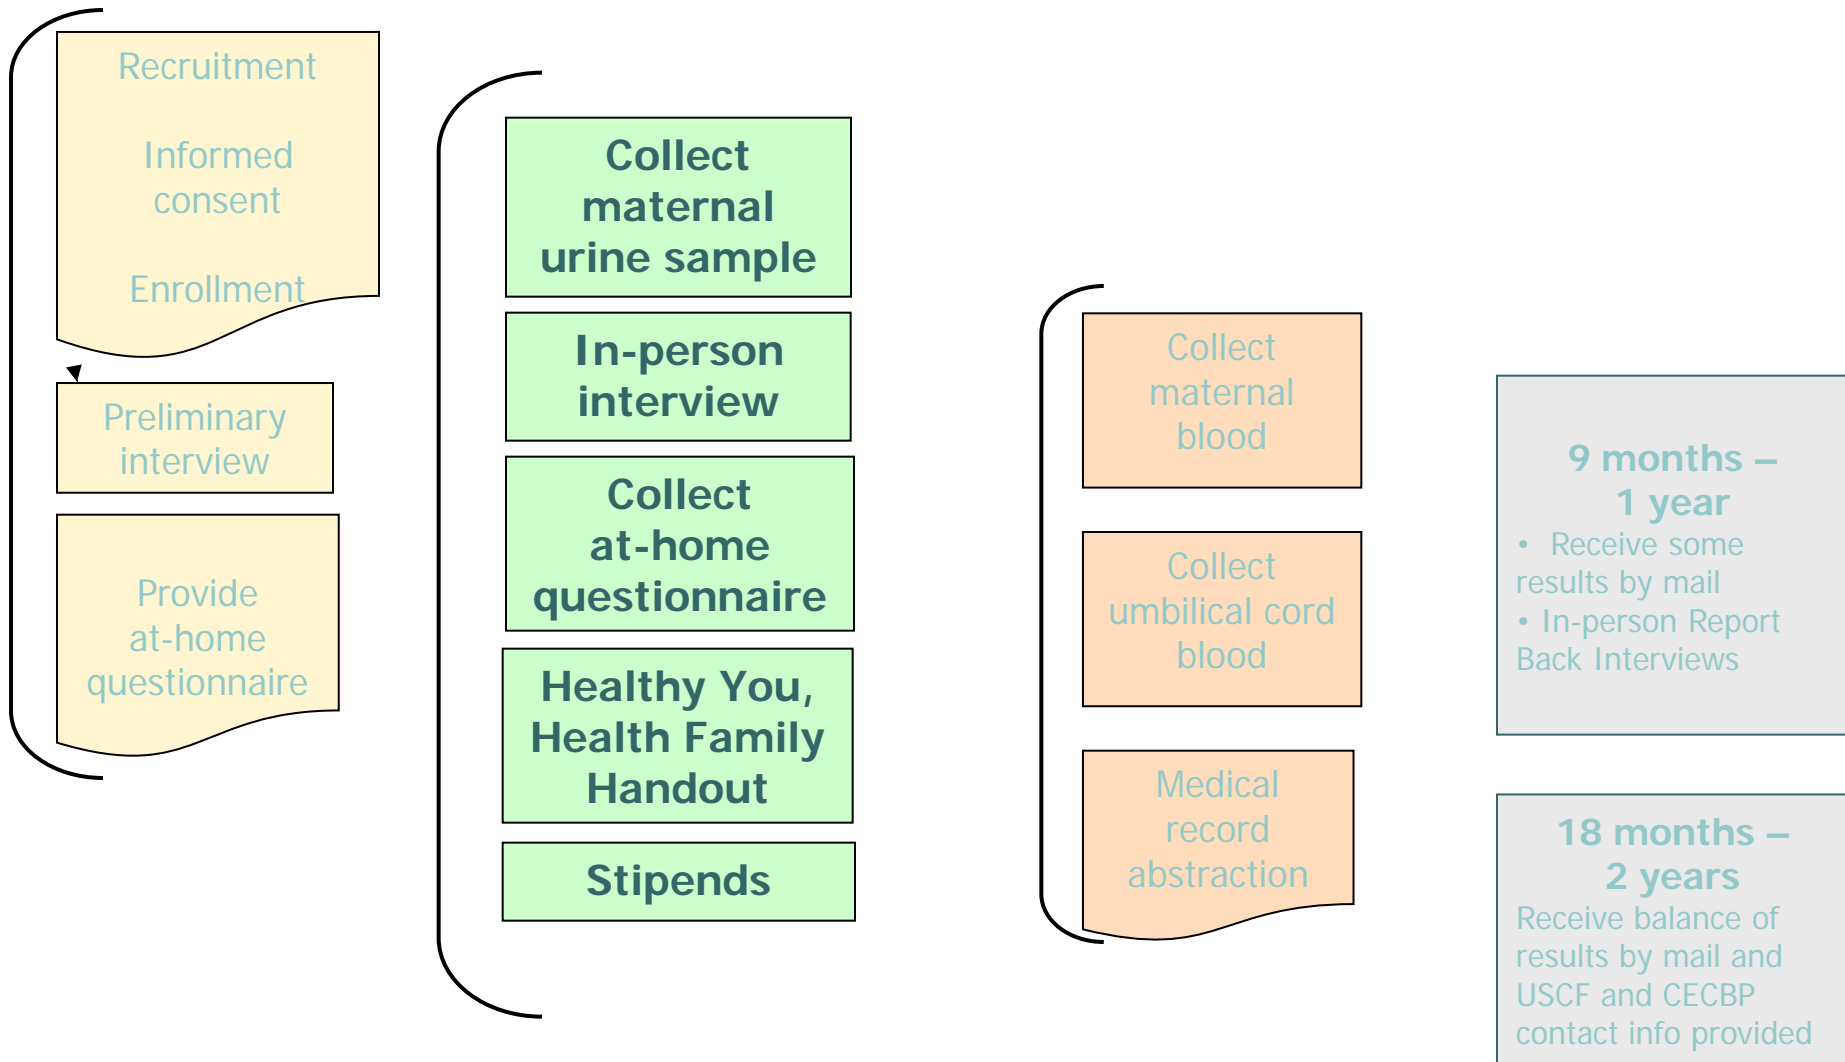 Recruitment
Informed
consent
Enrollment
Preliminary
interview
Provide
at-home
questionnaire
Collect
maternal
urine sample
In-person
interview
Collect
at-home
questionnaire
Healthy You,
Health Family
Handout
Stipends
Collect
maternal
blood
Collect
umbilical cord
blood
Medical
record
abstraction
9 months –
1 year
• Receive some
results by mail
• In-person Report
Back Interviews
18 months –
2 years
Receive balance of
results by mail and
USCF and CECBP
contact info provided